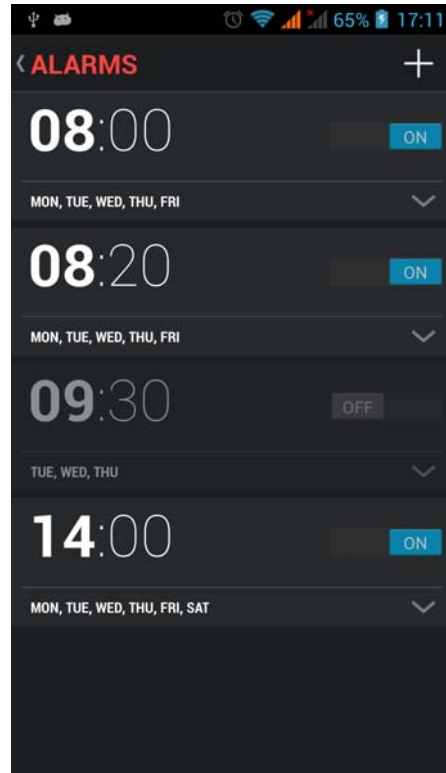 65% 17:11
ALARMS
08:00 ON
MON, TUE, WED, THU, FRI
08:20 ON
MON, TUE, WED, THU, FRI
09:30 OFF
TUE, WED, THU
14:00 ON
MON, TUE, WED, THU, FRI, SAT